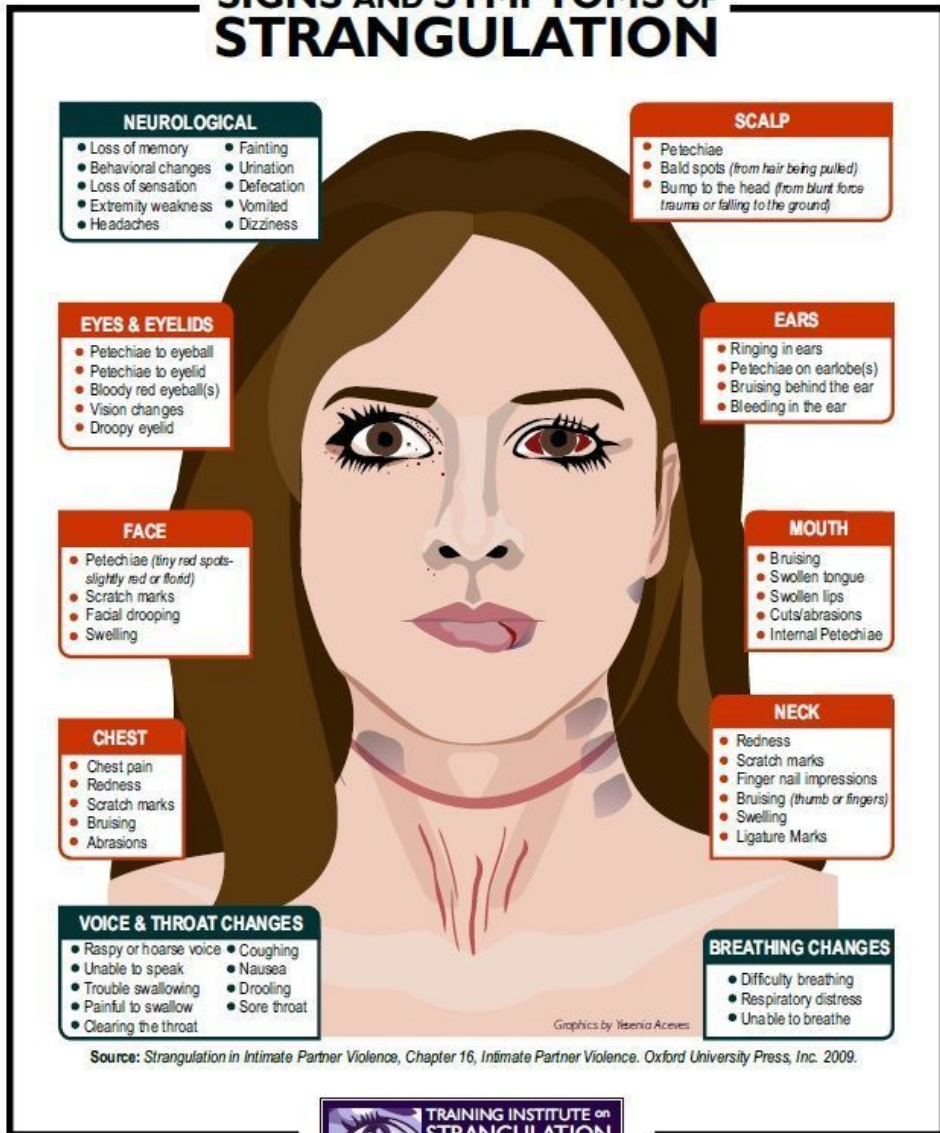 SIGNS AND SYMPTOMS OF
STRANGULATION
NEUROLOGICAL
• Loss of memory
• Behavioral changes
• Loss of sensation
• Extremity weakness
• Headaches
• Fainting
• Urination
• Defecation
• Vomited
• Dizziness
SCALP
• Petechiae
• Bald spots (from hair being pulled)
• Bump to the head (from blunt force
trauma or falling to the ground)
EYES & EYELIDS
• Petechiae to eyeball
• Petechiae to eyelid
• Bloody red eyeball(s)
• Vision changes
• Droopy eyelid
EARS
• Ringing in ears
• Petechiae on earlobe(s)
• Bruising behind the ear
• Bleeding in the ear
FACE
• Petechiae (tiny red spots-
slightly red or florid)
• Scratch marks
• Facial drooping
• Swelling
MOUTH
• Bruising
• Swollen tongue
• Swollen lips
• Cuts/abrasions
• Internal Petechiae
CHEST
• Chest pain
• Redness
• Scratch marks
• Bruising
• Abrasions
NECK
• Redness
• Scratch marks
• Finger nail impressions
• Bruising (thumb or fingers)
• Swelling
• Ligature Marks
VOICE & THROAT CHANGES
• Raspy or hoarse voice
• Unable to speak
• Trouble swallowing
• Painful to swallow
• Clearing the throat
• Coughing
• Nausea
• Drooling
• Sore throat
BREATHING CHANGES
• Difficulty breathing
• Respiratory distress
• Unable to breathe
Graphics by Yesenia Aceves
Source: Strangulation in Intimate Partner Violence, Chapter 16, Intimate Partner Violence. Oxford University Press, Inc. 2009.
TRAINING INSTITUTE on
STRANGULATION